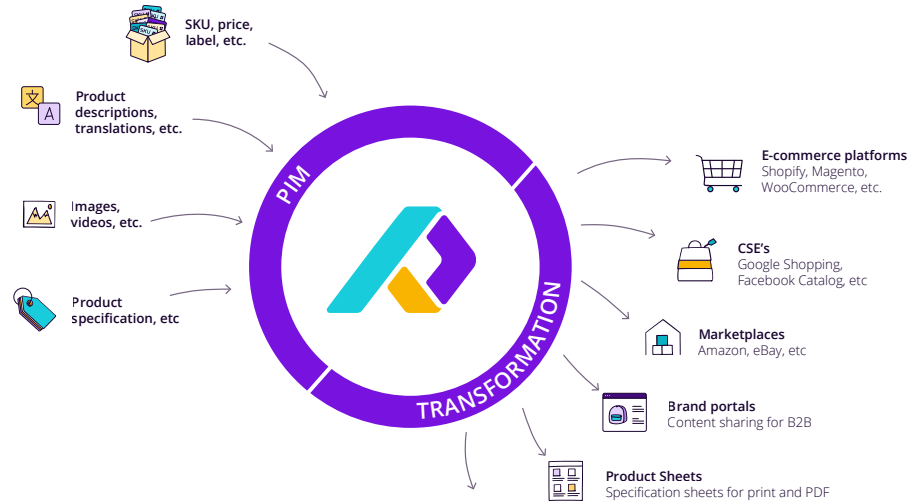 SKU, price,
label, etc.
Product
descriptions,
translations, etc.
Images,
videos, etc.
Product
specification, etc
PIM
TRANSFORMATION
E-commerce platforms
Shopify, Magento,
WooCommerce, etc.
CSE's
Google Shopping,
Facebook Catalog, etc
Marketplaces
Amazon, eBay, etc
Brand portals
Content sharing for B2B
Product Sheets
Specification sheets for print and PDF
文
A
SKU